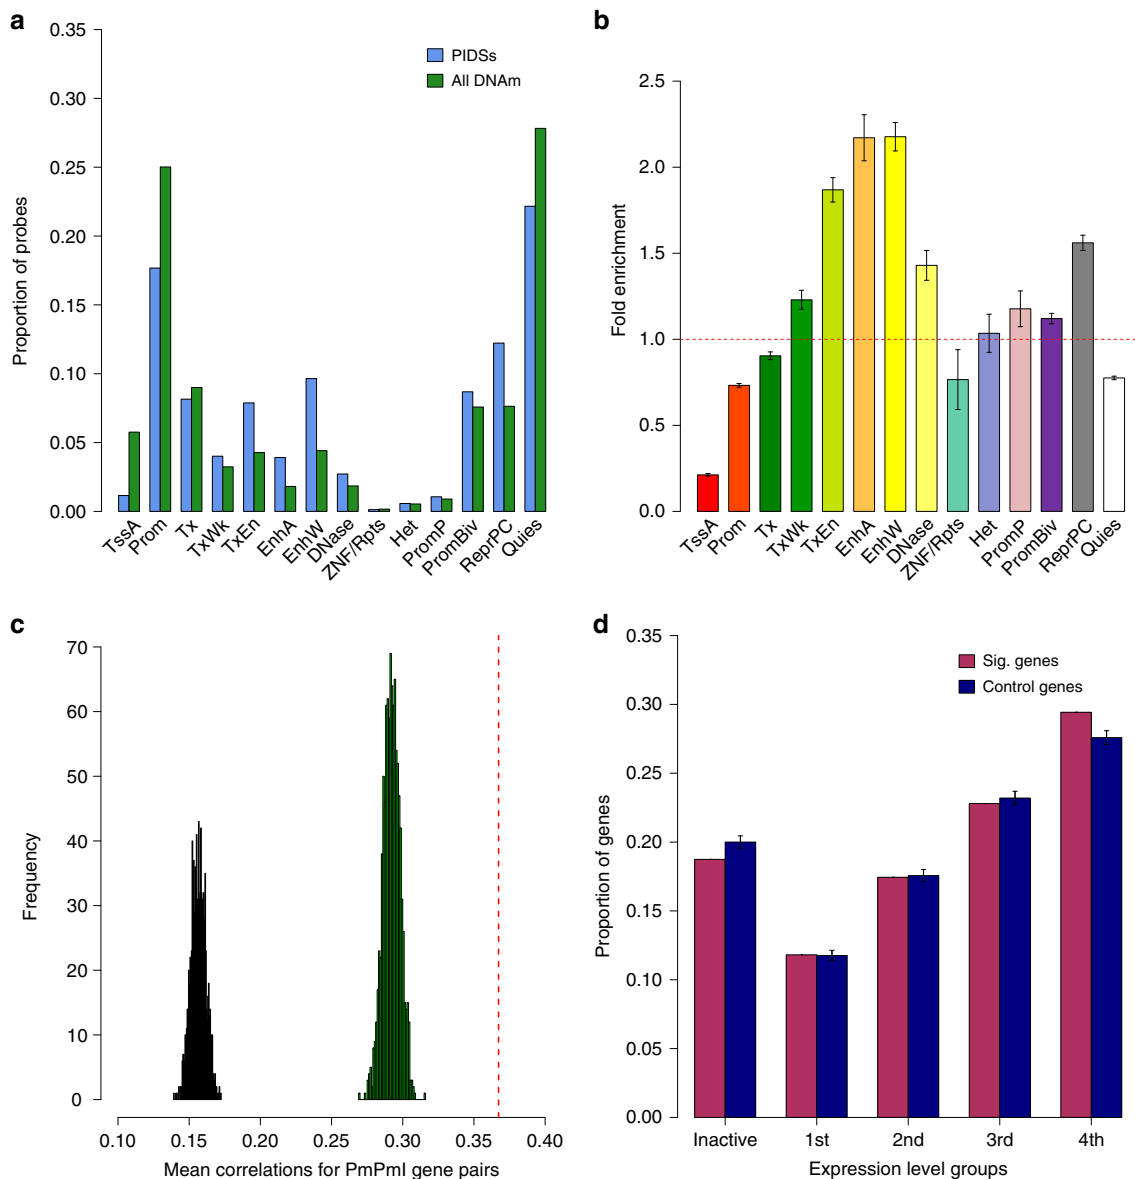 a
0.35
0.30
0.25
0.20
0.15
0.10
0.05
0.00
Proportion of probes
PIDSs
All DNAm
TssA
Prom
Tx
TxWk
TxEn
EnhA
EnhW
DNase
ZNF/Rpts
Het
PromP
PromBiv
ReprPC
Quies
b
2.5
2.0
1.5
1.0
0.5
0.0
Fold enrichment
TssA
Prom
Tx
TxWk
TxEn
EnhA
EnhW
DNase
ZNF/Rpts
Het
PromP
PromBiv
ReprPC
Quies
c
70
60
50
40
30
20
10
0
Frequency
0.10 0.15 0.20 0.25 0.30 0.35 0.40
Mean correlations for PmPmI gene pairs
d
0.35
0.30
0.25
0.20
0.15
0.10
0.05
0.00
Proportion of genes
Sig. genes
Control genes
Inactive 1st 2nd 3rd 4th
Expression level groups